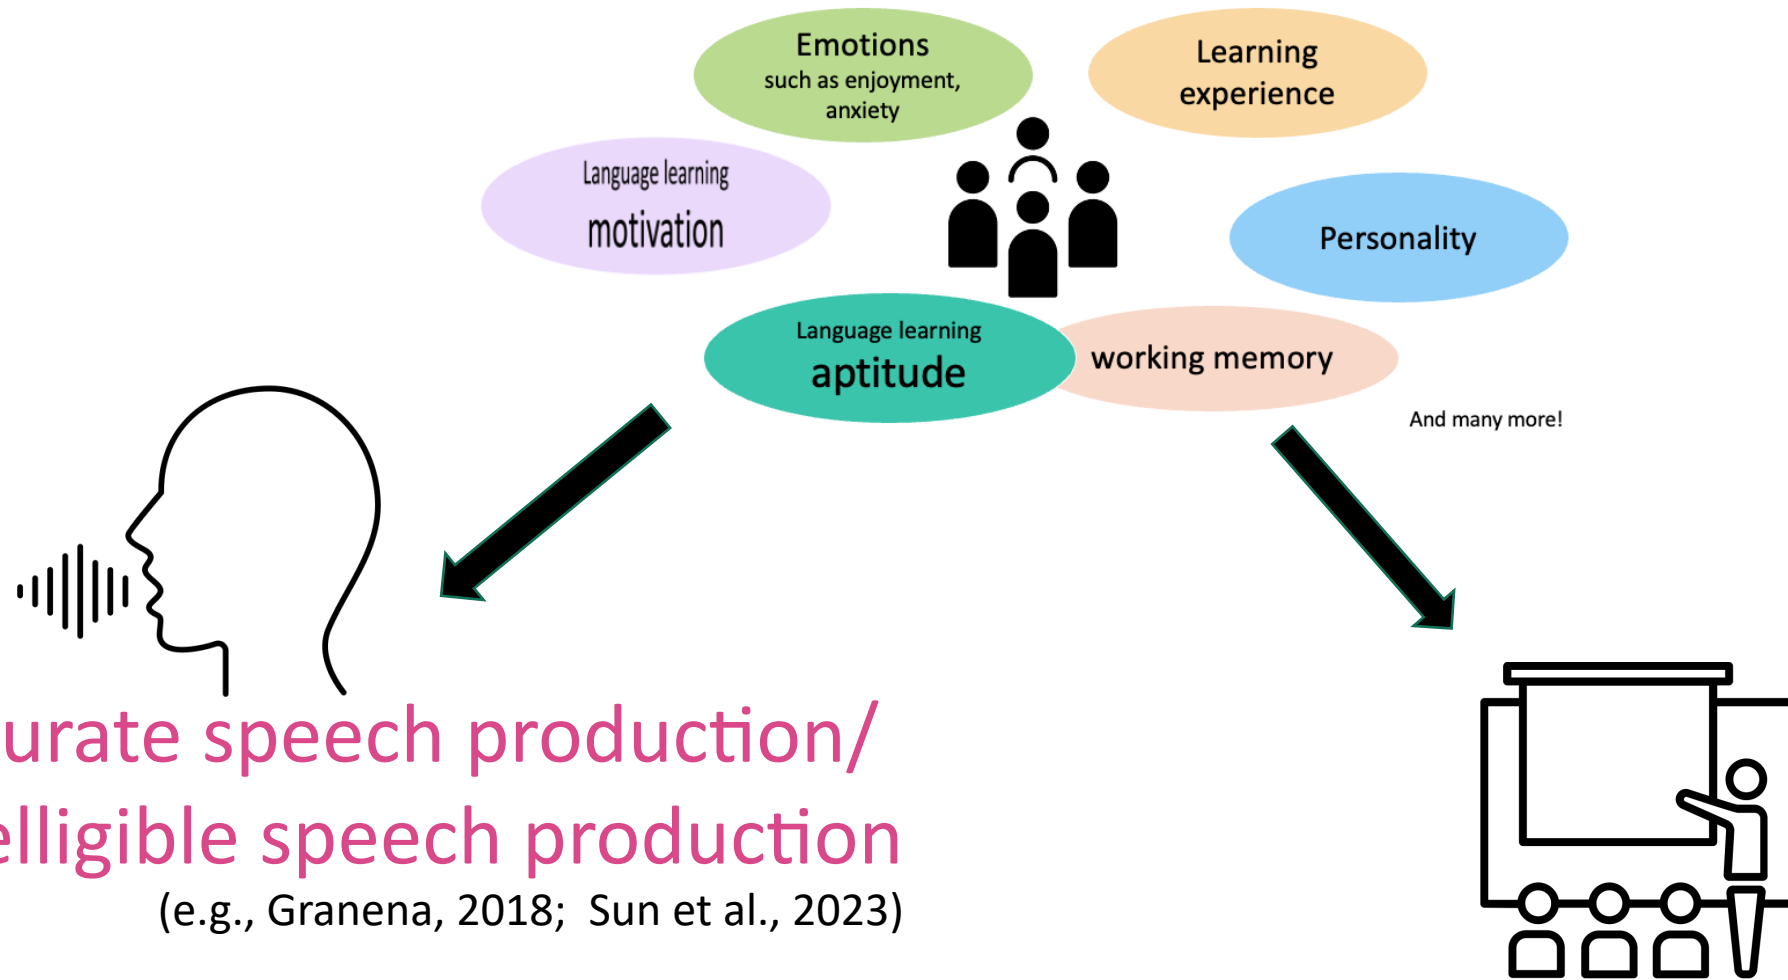 Emotions
such as enjoyment,
anxiety
Learning
experience
Language learning
motivation
Personality
Language learning
aptitude
working memory
And many more!
urate speech production/
elligible speech production
(e.g., Granena, 2018; Sun et al., 2023)